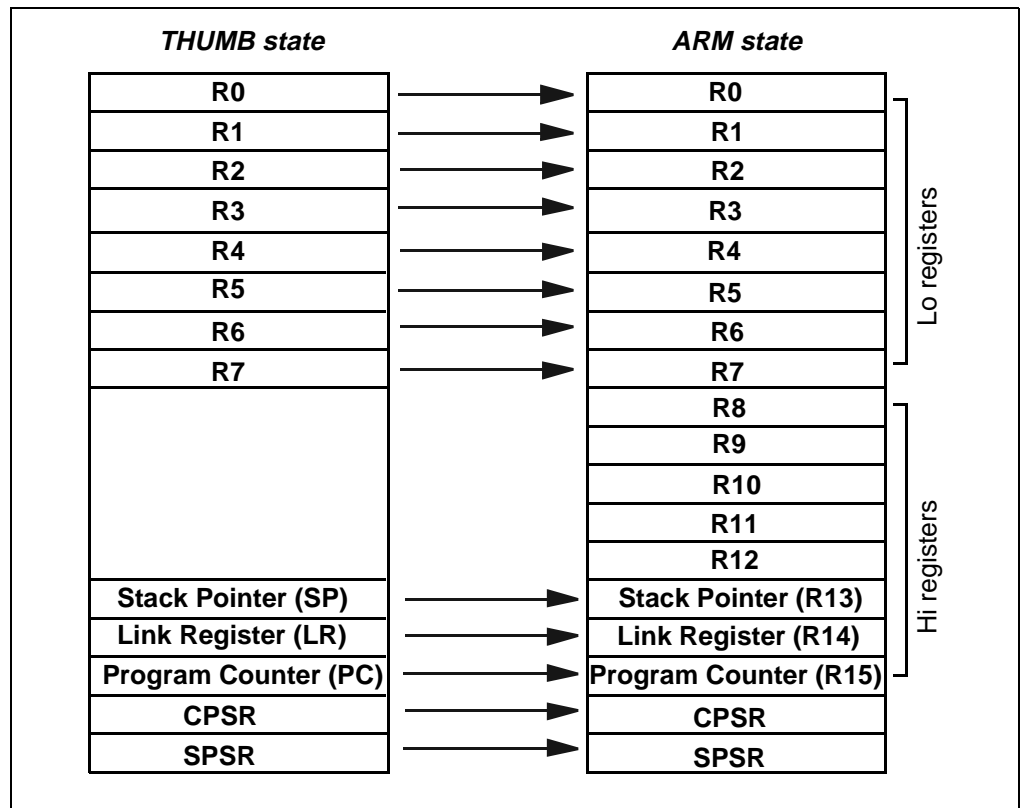 THUMB state
ARM state
R0
R0
R1
R1
R2
R2
R3
R3
R4
R4
R5
R5
R6
R6
R7
R7
R8
R9
R10
R11
R12
Stack Pointer (SP)
Stack Pointer (R13)
Link Register (LR)
Link Register (R14)
Program Counter (PC)
Program Counter (R15)
CPSR
CPSR
SPSR
SPSR
Lo registers
Hi registers